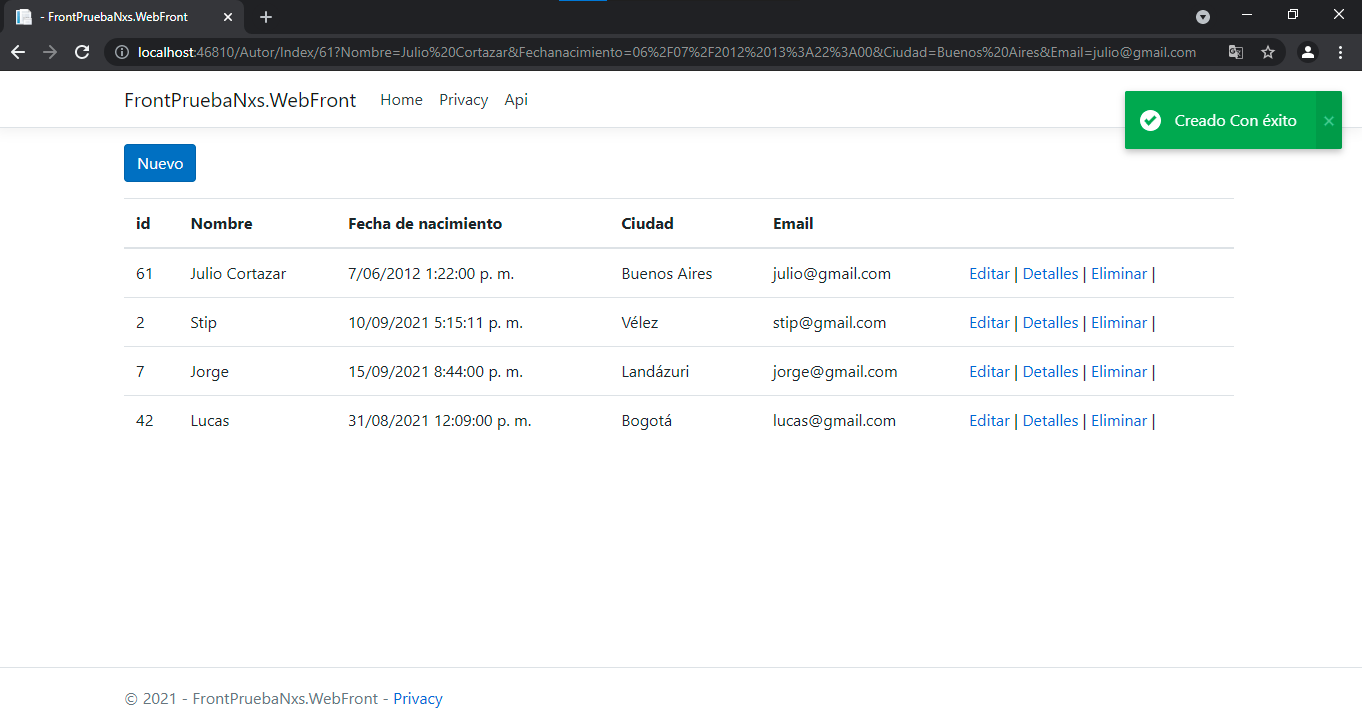 - FrontPruebaNxs.WebFront
localhost:46810/Autor/Index/61?Nombre=Julio%20Cortazar&Fechanacimiento=06%2F07%2F2012%2013%3A22%3A00&Ciudad=Buenos%20Aires&Email=julio@gmail.com
FrontPruebaNxs.WebFront Home Privacy Api
Creado Con éxito ×
Nuevo
id Nombre Fecha de nacimiento Ciudad Email
61 Julio Cortazar 7/06/2012 1:22:00 p. m. Buenos Aires julio@gmail.com Editar | Detalles | Eliminar |
2 Stip 10/09/2021 5:15:11 p. m. Vélez stip@gmail.com Editar | Detalles | Eliminar |
7 Jorge 15/09/2021 8:44:00 p. m. Landázuri jorge@gmail.com Editar | Detalles | Eliminar |
42 Lucas 31/08/2021 12:09:00 p. m. Bogotá lucas@gmail.com Editar | Detalles | Eliminar |
© 2021 - FrontPruebaNxs.WebFront - Privacy